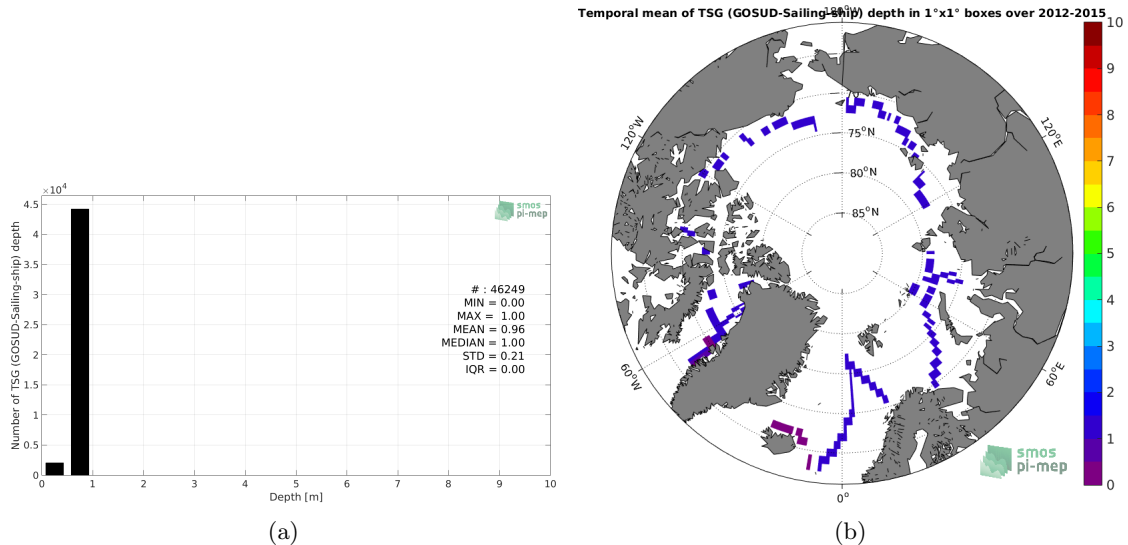 Temporal mean of TSG (GOSUD-Sailing-ship) depth in 1°x1° boxes over 2012-2015
180°W
120°W
120°E
75°N
80°N
85°N
60°W
60°E
0°
10
9
8
7
6
5
4
3
2
1
0
smos
pi-mep
×10⁴
4.5
4
3.5
3
2.5
2
1.5
1
0.5
0
Number of TSG (GOSUD-Sailing-ship) depth
smos
pi-mep
# : 46249
MIN = 0.00
MAX = 1.00
MEAN = 0.96
MEDIAN = 1.00
STD = 0.21
IQR = 0.00
0 1 2 3 4 5 6 7 8 9 10
Depth [m]
(a)
(b)